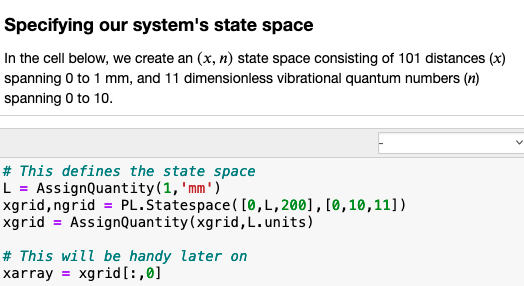 Specifying our system's state space
In the cell below, we create an (x, n) state space consisting of 101 distances (x)
spanning 0 to 1 mm, and 11 dimensionless vibrational quantum numbers (n)
spanning 0 to 10.
-
# This defines the state space
L = AssignQuantity(1,'mm')
xgrid,ngrid = PL.Statespace([0,L,200],[0,10,11])
xgrid = AssignQuantity(xgrid,L.units)
# This will be handy later on
xarray = xgrid[:,0]